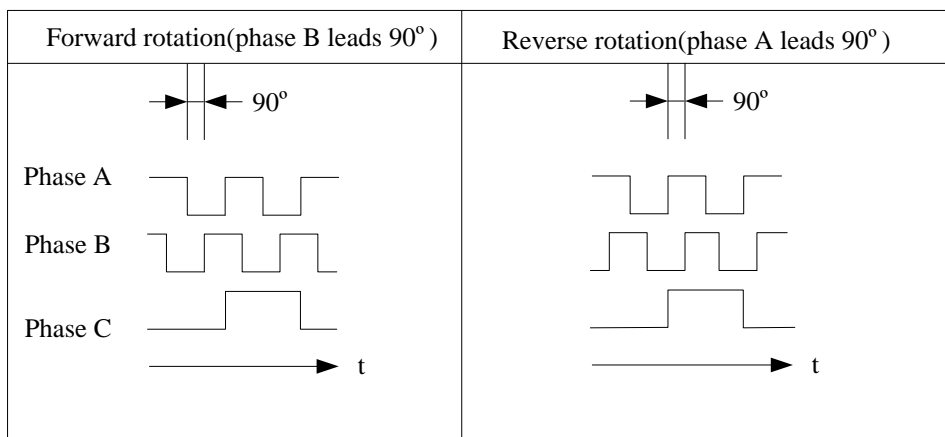 Forward rotation(phase B leads 90°)
Reverse rotation(phase A leads 90°)
90°
90°
Phase A
Phase B
Phase C
t
t